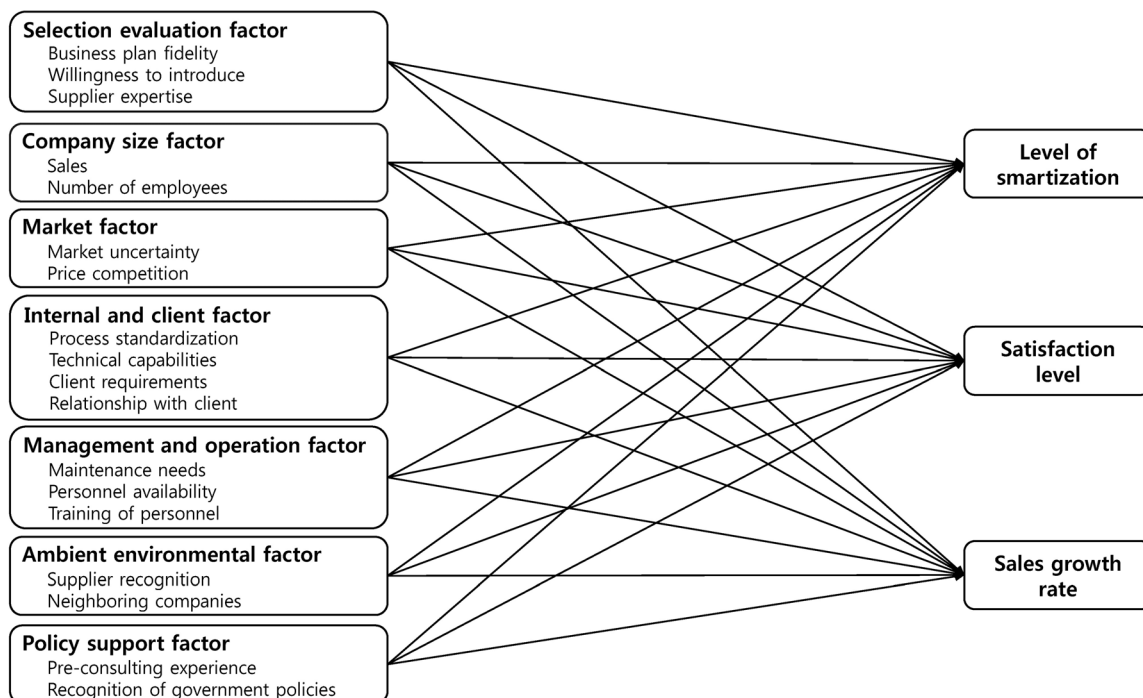 Selection evaluation factor
Business plan fidelity
Willingness to introduce
Supplier expertise
Company size factor
Sales
Number of employees
Market factor
Market uncertainty
Price competition
Internal and client factor
Process standardization
Technical capabilities
Client requirements
Relationship with client
Management and operation factor
Maintenance needs
Personnel availability
Training of personnel
Ambient environmental factor
Supplier recognition
Neighboring companies
Policy support factor
Pre-consulting experience
Recognition of government policies
Level of
smartization
Satisfaction
level
Sales growth
rate